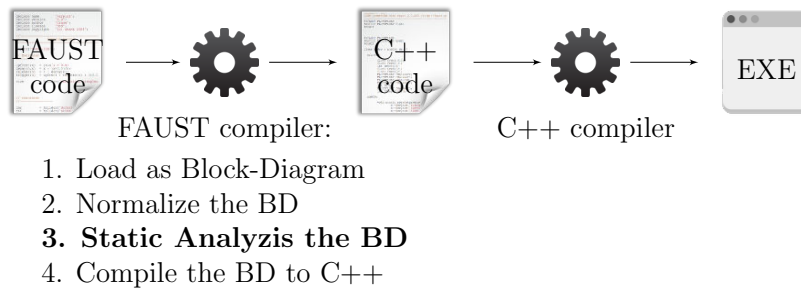 FAUST
code
C++
code
EXE
FAUST compiler:
C++ compiler
1. Load as Block-Diagram
2. Normalize the BD
3. Static Analyzis the BD
4. Compile the BD to C++